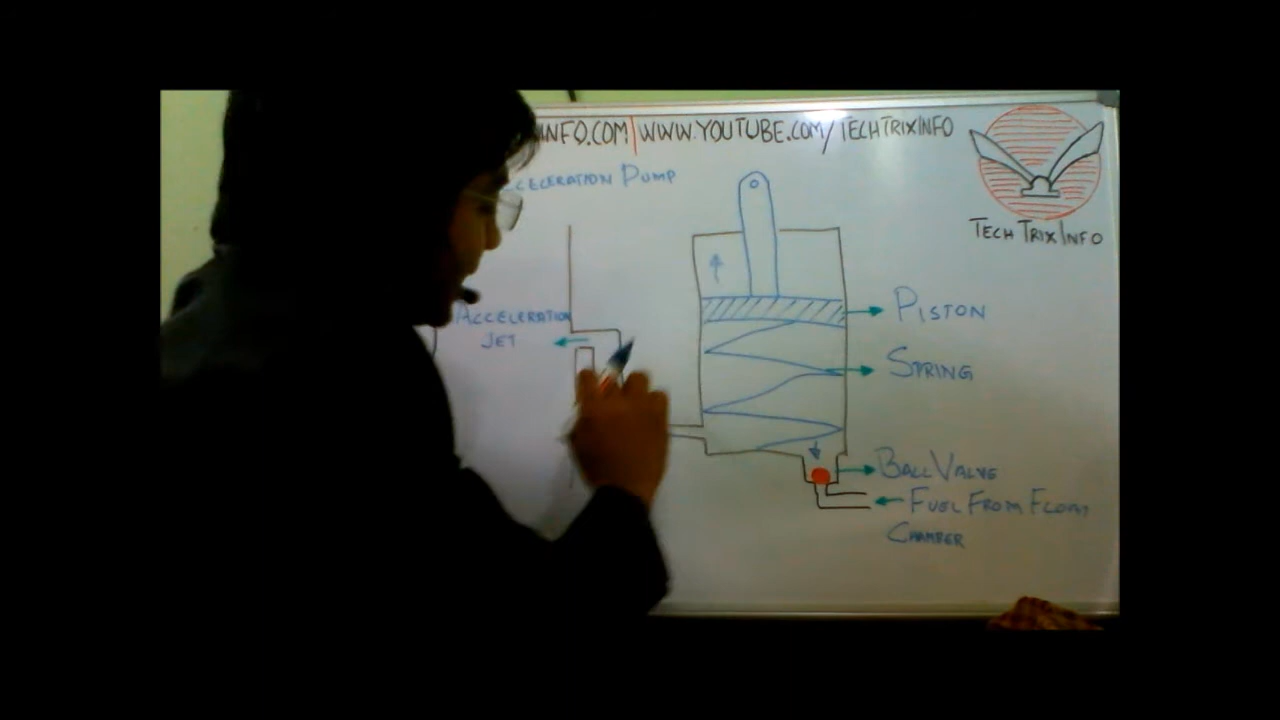 INFO.COM|WWW.YOUTUBE.COM/TECHTRIXINFO
CCELERATION PUMP
TECH TRIX INFO
ACCELERATION
JET
PISTON
SPRING
BALL VALVE
FUEL FROM FLOAT
CHAMBER